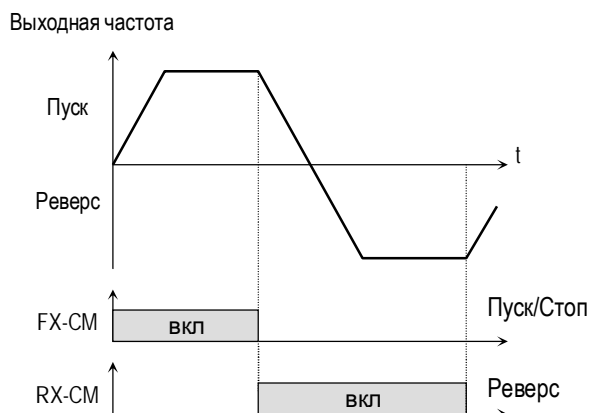 Выходная частота
Пуск
t
Реверс
Пуск/Стоп
FX-CM
вкл
Реверс
RX-CM
вкл